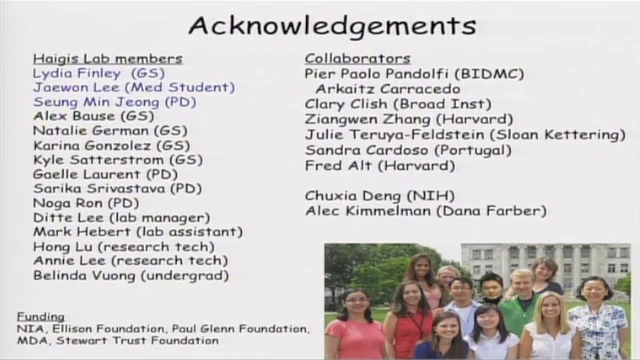 Acknowledgements
Haigis Lab members
Lydia Finley (GS)
Jaewon Lee (Med Student)
Seung Min Jeong (PD)
Alex Bause (GS)
Natalie German (GS)
Karina Gonzolez (GS)
Kyle Satterstrom (GS)
Gaelle Laurent (PD)
Sarika Srivastava (PD)
Noga Ron (PD)
Ditte Lee (lab manager)
Mark Hebert (lab assistant)
Hong Lu (research tech)
Annie Lee (research tech)
Belinda Vuong (undergrad)
Funding
NIA, Ellison Foundation, Paul Glenn Foundation,
MDA, Stewart Trust Foundation
Collaborators
Pier Paolo Pandolfi (BIDMC)
Arkaitz Carracedo
Clary Clish (Broad Inst)
Ziangwen Zhang (Harvard)
Julie Teruya-Feldstein (Sloan Kettering)
Sandra Cardoso (Portugal)
Fred Alt (Harvard)
Chuxia Deng (NIH)
Alec Kimmelman (Dana Farber)